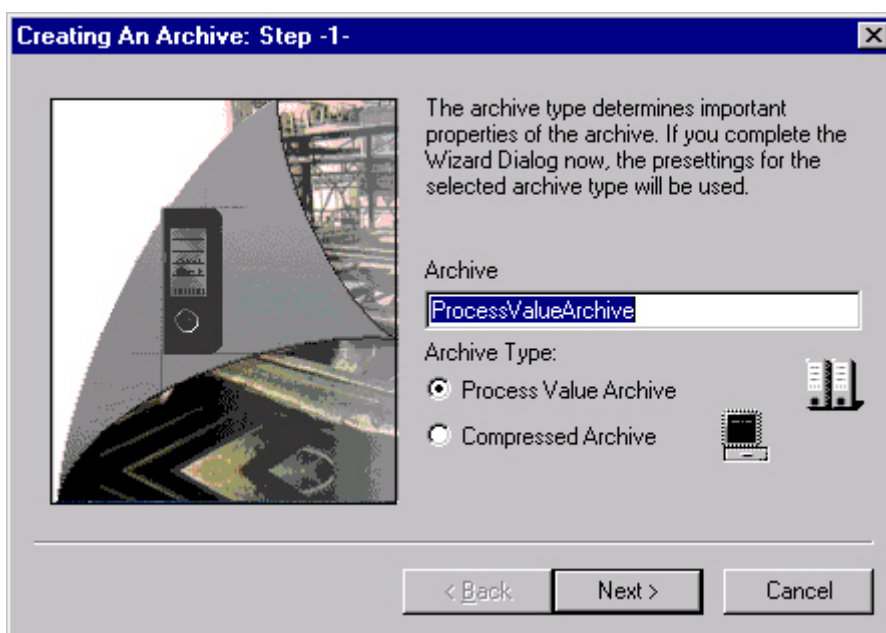 Creating An Archive: Step -1-
The archive type determines important
properties of the archive. If you complete the
Wizard Dialog now, the presettings for the
selected archive type will be used.
Archive
ProcessValueArchive
Archive Type:
Process Value Archive
Compressed Archive
< Back
Next >
Cancel